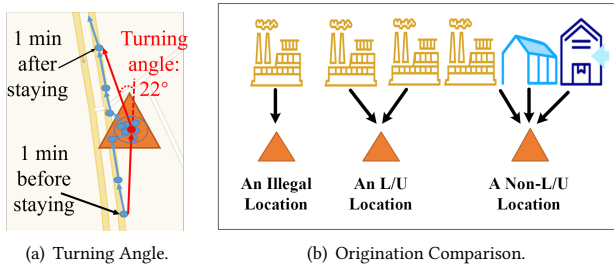 1 min
after
staying
Turning
angle:
22°
1 min
before
staying
An Illegal
Location
An L/U
Location
A Non-L/U
Location
(a) Turning Angle.
(b) Origination Comparison.